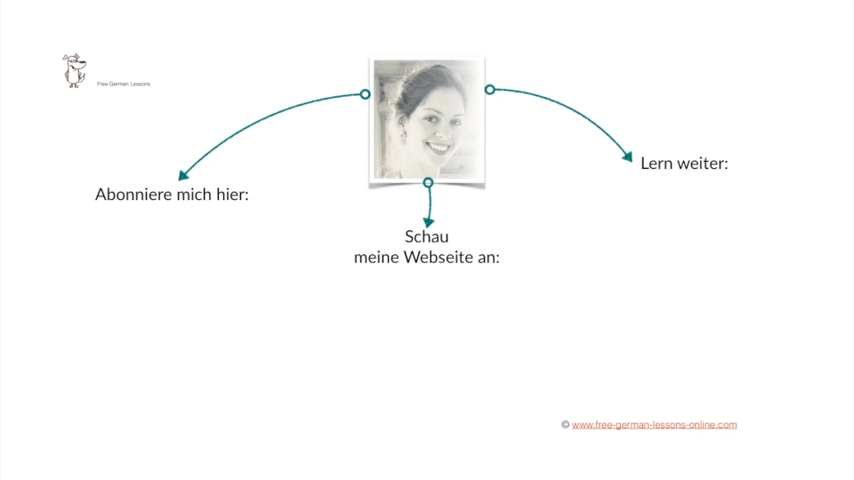 Free German Lessons
Lern weiter:
Abonniere mich hier:
Schau
meine Webseite an:
© www.free-german-lessons-online.com